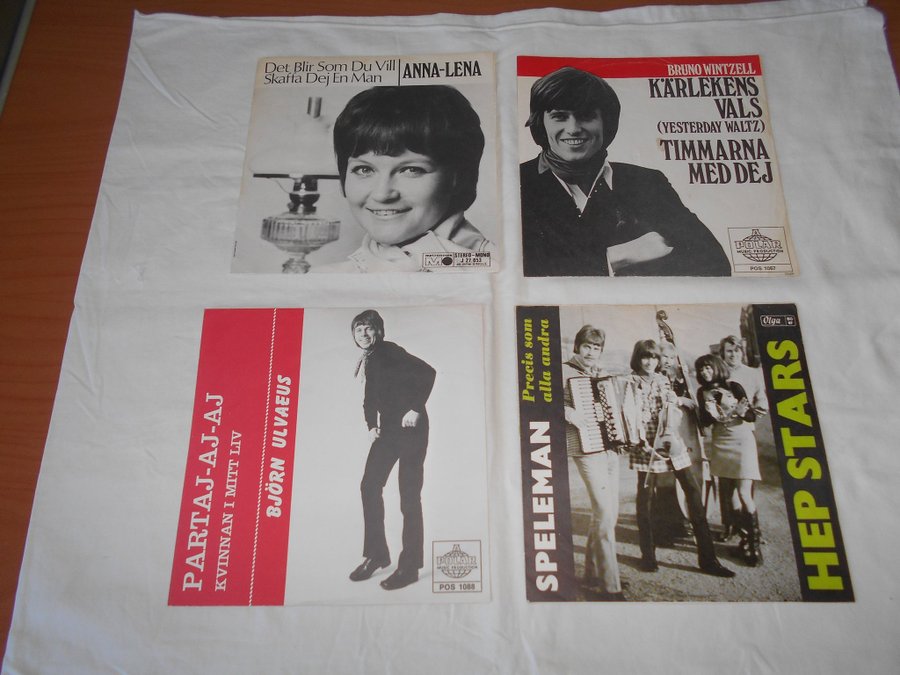 Det Blir Som Du Vill
Skaffa Dej En Man
ANNA-LENA
STEREO-MONO
J 27.053
BRUNO WINTZELL
KÄRLEKENS
VALS
(YESTERDAY WALTZ)
TIMMARNA
MED DEJ
A
POLAR
MUSIC PRODUCTION
POS 1067
PARTAJ-AJ-AJ
KVINNAN I MITT LIV
BJÖRN ULVAEUS
A
POLAR
MUSIC PRODUCTION
POS 1088
SPELEMAN
Precis som
alla andra
Olga
HEP STARS